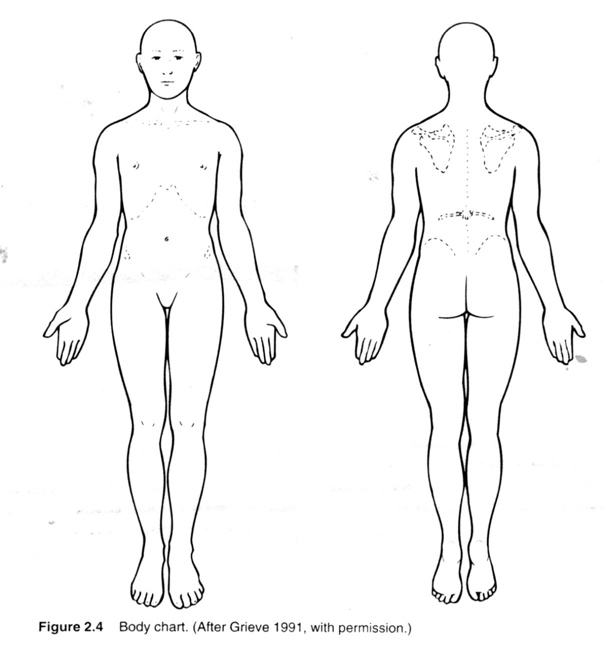 Figure 2.4 Body chart. (After Grieve 1991, with permission.)